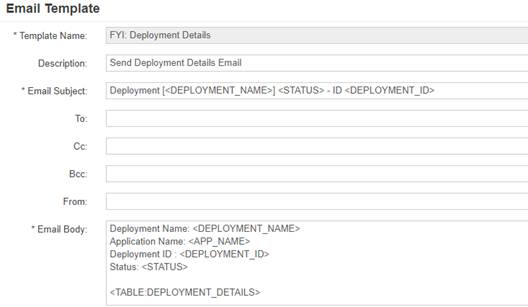 Email Template
* Template Name: FYI: Deployment Details
Description: Send Deployment Details Email
* Email Subject: Deployment [<DEPLOYMENT_NAME>] <STATUS> - ID <DEPLOYMENT_ID>
To:
Cc:
Bcc:
From:
* Email Body: Deployment Name: <DEPLOYMENT_NAME>
Application Name: <APP_NAME>
Deployment ID : <DEPLOYMENT_ID>
Status: <STATUS>
<TABLE:DEPLOYMENT_DETAILS>